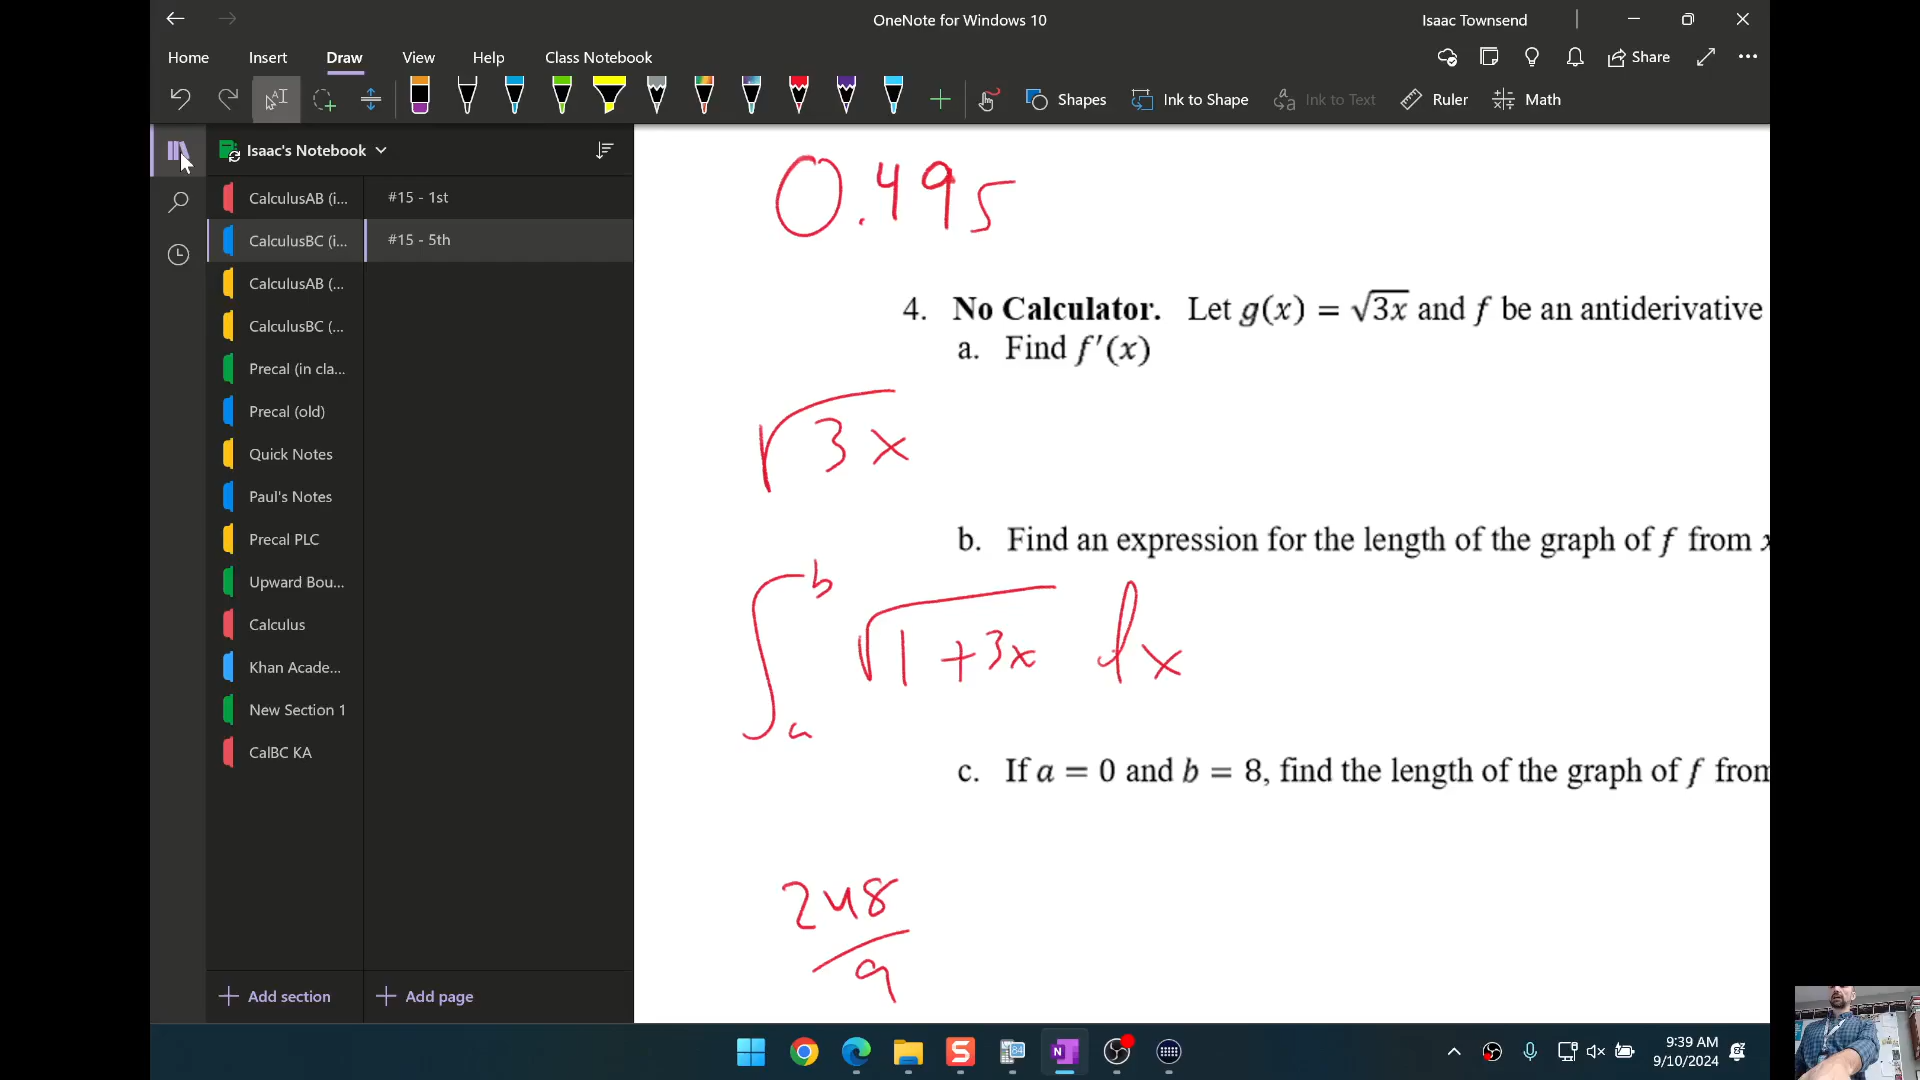 OneNote for Windows 10
Isaac Townsend
Home Insert Draw View Help Class Notebook
Share
Shapes Ink to Shape Ink to Text Ruler Math
Isaac's Notebook
CalculusAB (i...
CalculusBC (i...
CalculusAB (...
CalculusBC (...
Precal (in cla...
Precal (old)
Quick Notes
Paul's Notes
Precal PLC
Upward Bou...
Calculus
Khan Acade...
New Section 1
CalBC KA
Add section
#15 - 1st
#15 - 5th
Add page
0.495
4. No Calculator. Let g(x) = √3x and f be an antiderivative
a. Find f′(x)
√3x
b. Find an expression for the length of the graph of f from x
∫ₐᵇ √1+3x dx
c. If a = 0 and b = 8, find the length of the graph of f from
248/9
9:39 AM
9/10/2024